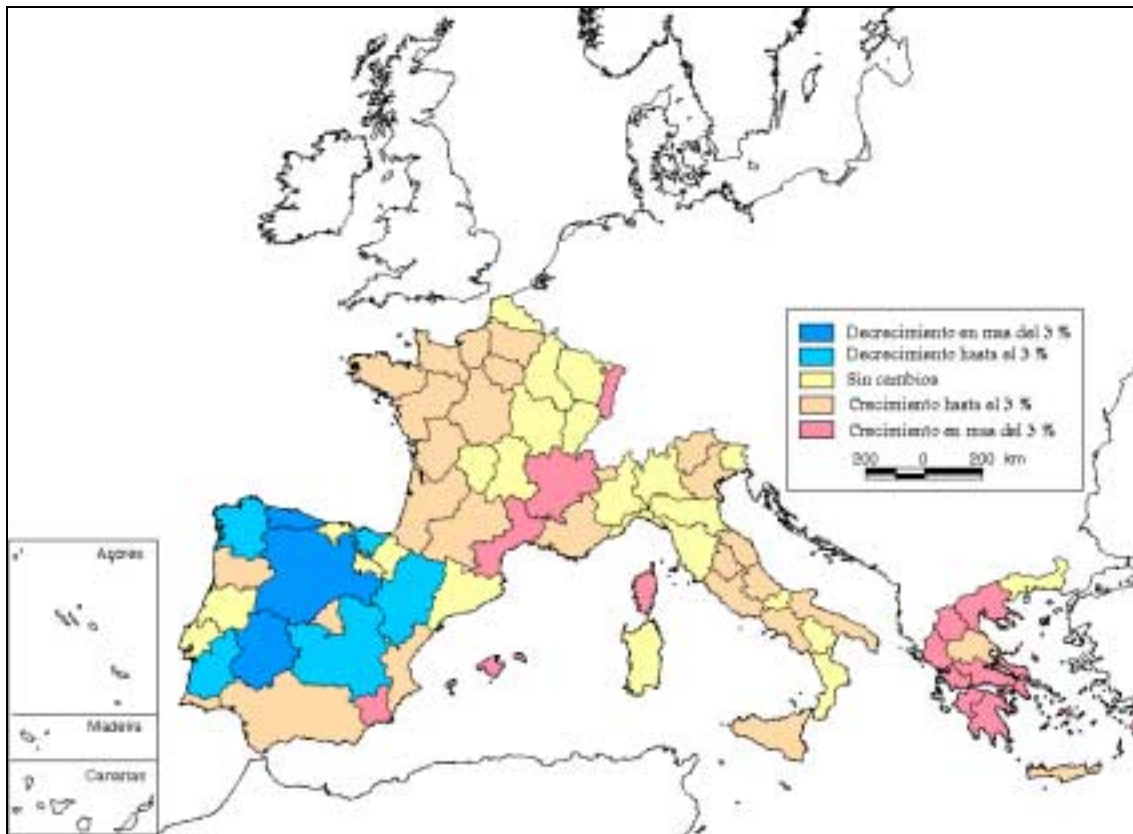 Decrecimiento en mas del 3 %
Decrecimiento hasta el 3 %
Sin cambios
Crecimiento hasta el 3 %
Crecimiento en mas del 3 %
200 0 200 km
Açores
Madeira
Canarias